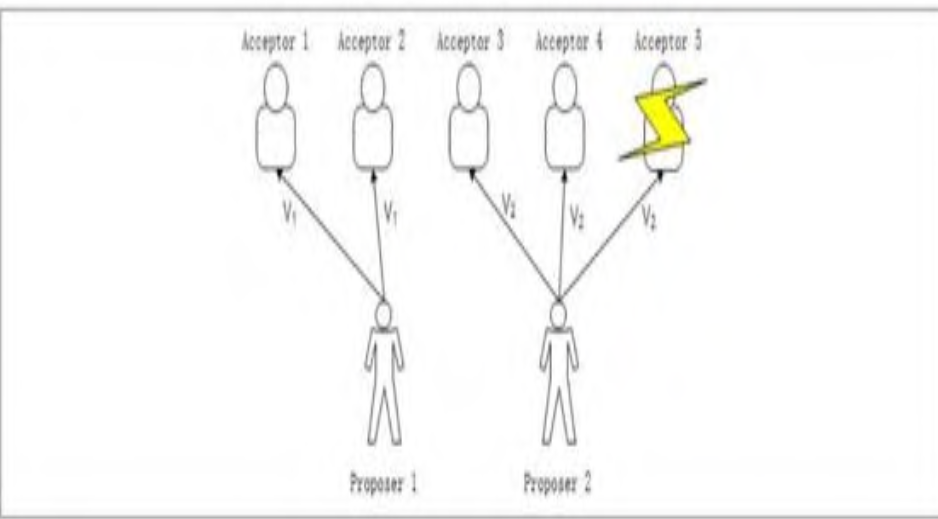 Acceptor 1 Acceptor 2 Acceptor 3 Acceptor 4 Acceptor 5
V₁ V₁ V₂ V₂ V₂
Proposer 1 Proposer 2